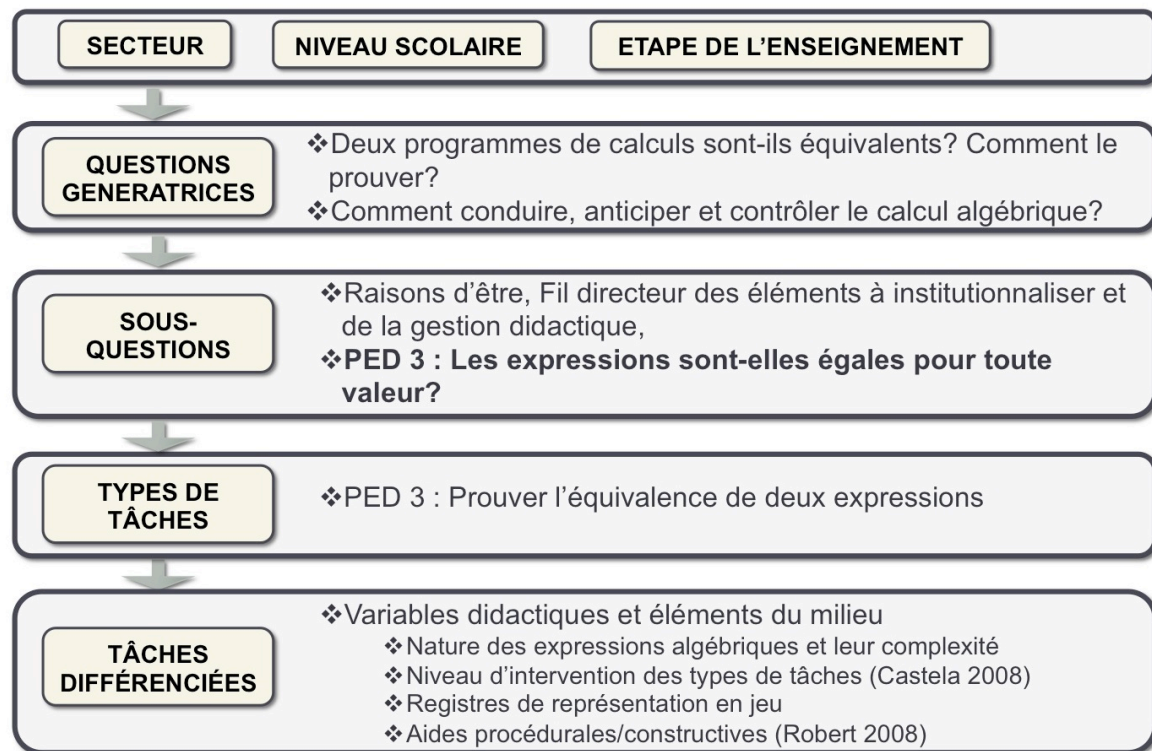 SECTEUR
NIVEAU SCOLAIRE
ETAPE DE L’ENSEIGNEMENT
QUESTIONS
GENERATRICES
❖Deux programmes de calculs sont-ils équivalents? Comment le
prouver?
❖Comment conduire, anticiper et contrôler le calcul algébrique?
SOUS-
QUESTIONS
❖Raisons d’être, Fil directeur des éléments à institutionnaliser et
de la gestion didactique,
❖PED 3 : Les expressions sont-elles égales pour toute
valeur?
TYPES DE
TÂCHES
❖PED 3 : Prouver l’équivalence de deux expressions
TÂCHES
DIFFÉRENCIÉES
❖Variables didactiques et éléments du milieu
❖Nature des expressions algébriques et leur complexité
❖Niveau d’intervention des types de tâches (Castela 2008)
❖Registres de représentation en jeu
❖Aides procédurales/constructives (Robert 2008)